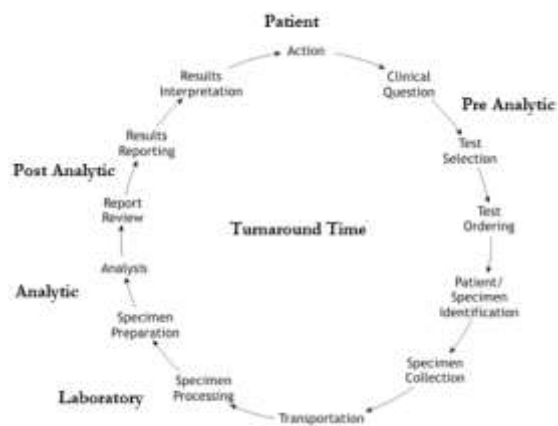 Patient
Action
Clinical
Question
Pre Analytic
Test
Selection
Test
Ordering
Patient/
Specimen
Identification
Specimen
Collection
Transportation
Specimen
Processing
Laboratory
Specimen
Preparation
Analytic
Analysis
Report
Review
Post Analytic
Results
Reporting
Results
Interpretation
Turnaround Time